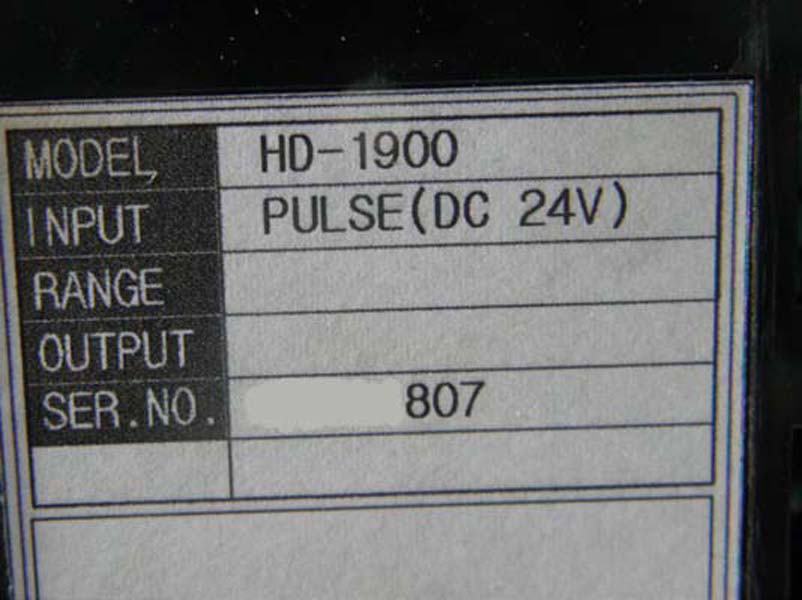 MODEL HD-1900
INPUT PULSE(DC 24V)
RANGE
OUTPUT
SER.NO. 807